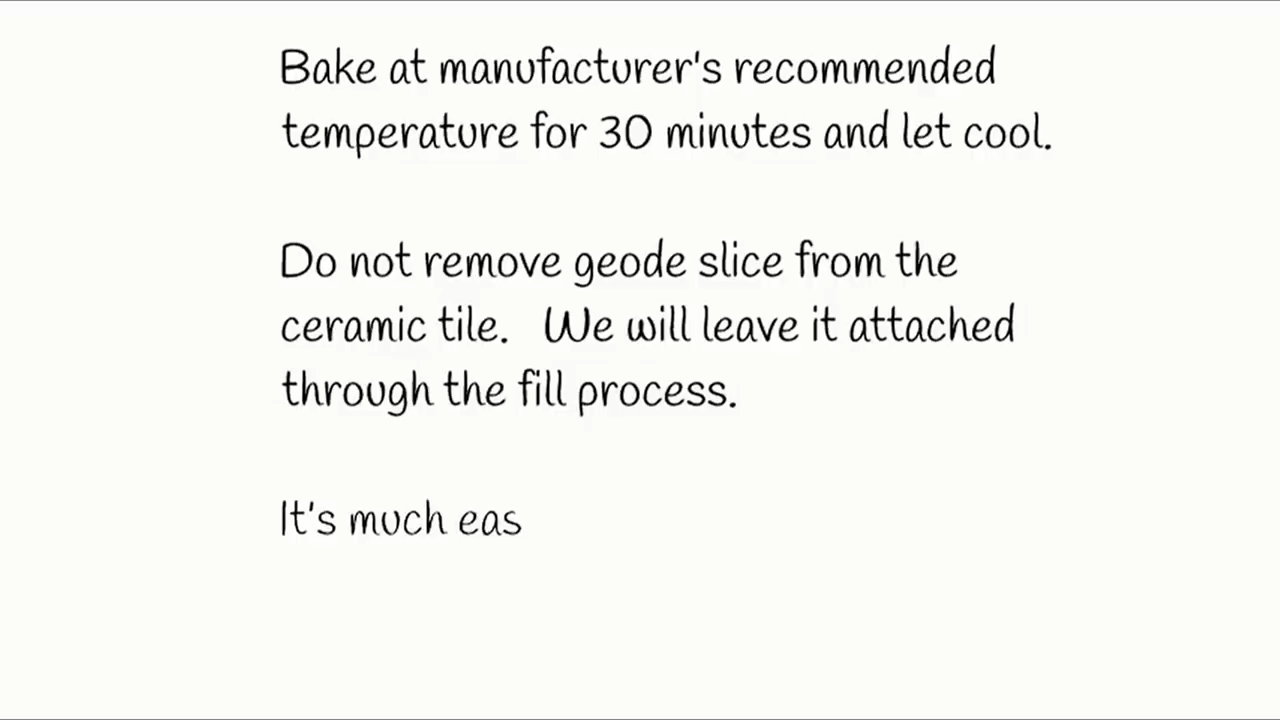 Bake at manufacturer's recommended
temperature for 30 minutes and let cool.
Do not remove geode slice from the
ceramic tile.   We will leave it attached
through the fill process.
It's much eas